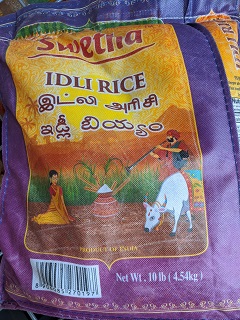 Swetha
IDLI RICE
இட்லி அரிசி
ఇడ్లీ బియ్యం
PRODUCT OF INDIA
Net Wt. 10 lb (4.54kg)